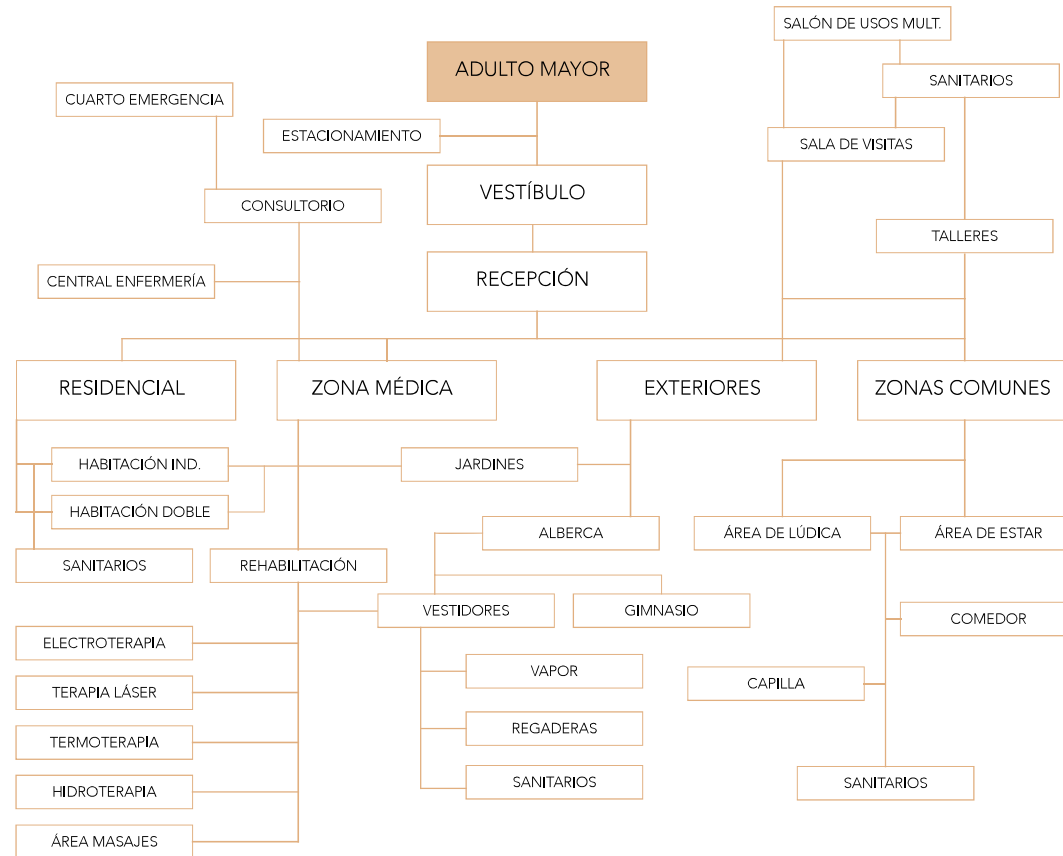 SALÓN DE USOS MULT.
ADULTO MAYOR
SANITARIOS
CUARTO EMERGENCIA
ESTACIONAMIENTO
SALA DE VISITAS
VESTÍBULO
CONSULTORIO
TALLERES
CENTRAL ENFERMERÍA
RECEPCIÓN
RESIDENCIAL
ZONA MÉDICA
EXTERIORES
ZONAS COMUNES
HABITACIÓN IND.
JARDINES
HABITACIÓN DOBLE
ALBERCA
ÁREA DE LÚDICA
ÁREA DE ESTAR
SANITARIOS
REHABILITACIÓN
VESTIDORES
GIMNASIO
COMEDOR
ELECTROTERAPIA
VAPOR
CAPILLA
TERAPIA LÁSER
REGADERAS
TERMOTERAPIA
SANITARIOS
SANITARIOS
HIDROTERAPIA
ÁREA MASAJES